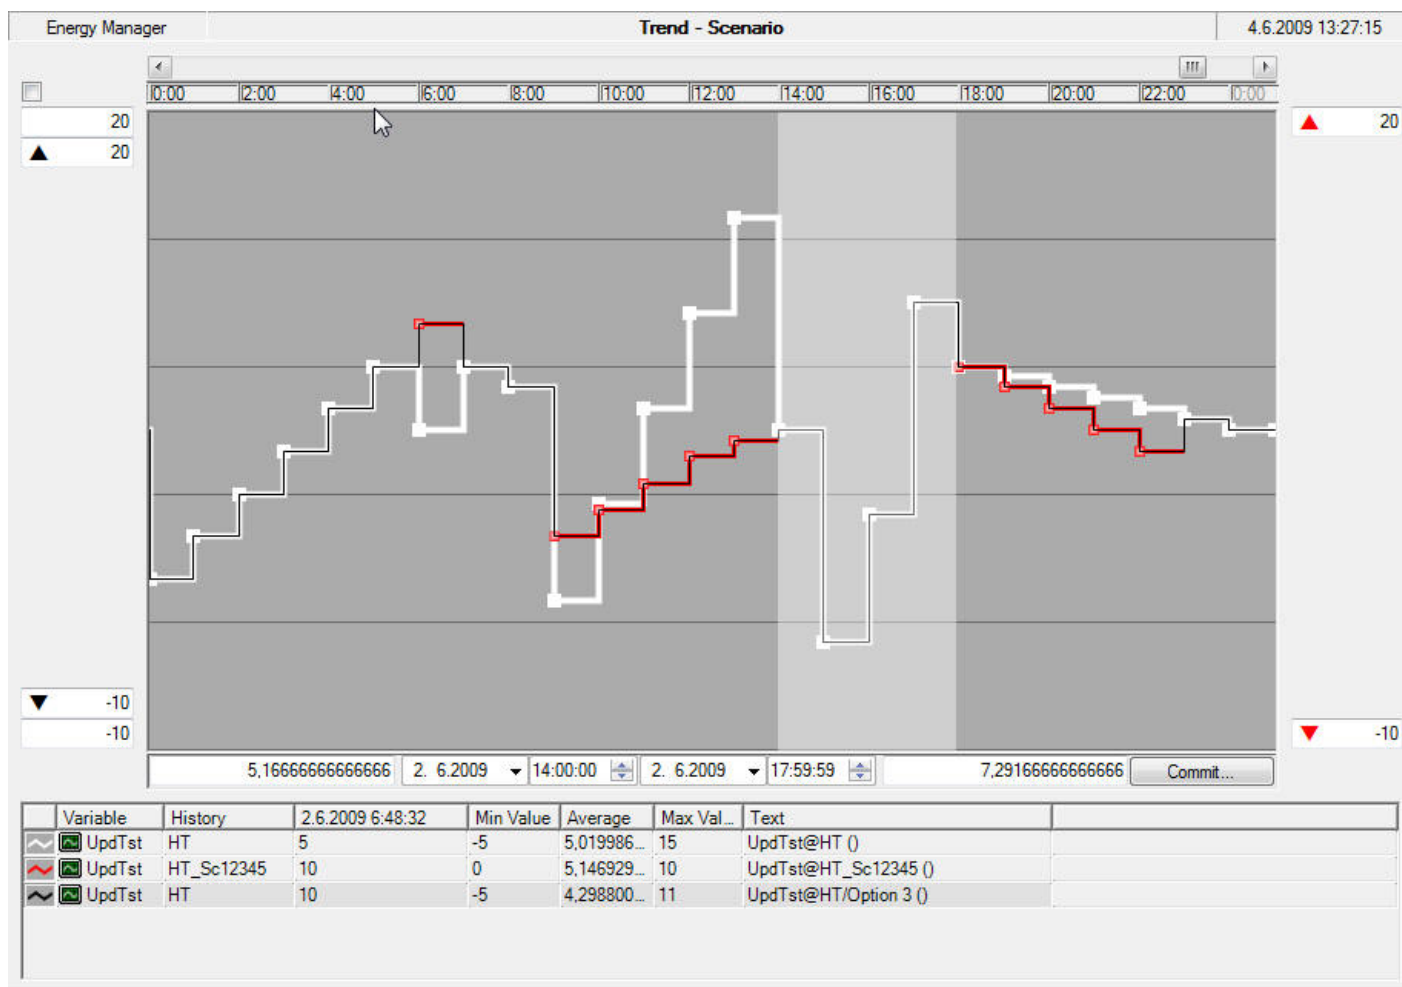 Energy Manager Trend - Scenario 4.6.2009 13:27:15
0:00 2:00 4:00 6:00 8:00 10:00 12:00 14:00 16:00 18:00 20:00 22:00 0:00
20 20
20
-10
-10 -10
5,16666666666666 2. 6.2009 14:00:00 2. 6.2009 17:59:59 7,29166666666666 Commit...
Variable History 2.6.2009 6:48:32 Min Value Average Max Val... Text
UpdTst HT 5 -5 5,019986... 15 UpdTst@HT ()
UpdTst HT_Sc12345 10 0 5,146929... 10 UpdTst@HT_Sc12345 ()
UpdTst HT 10 -5 4,298800... 11 UpdTst@HT/Option 3 ()